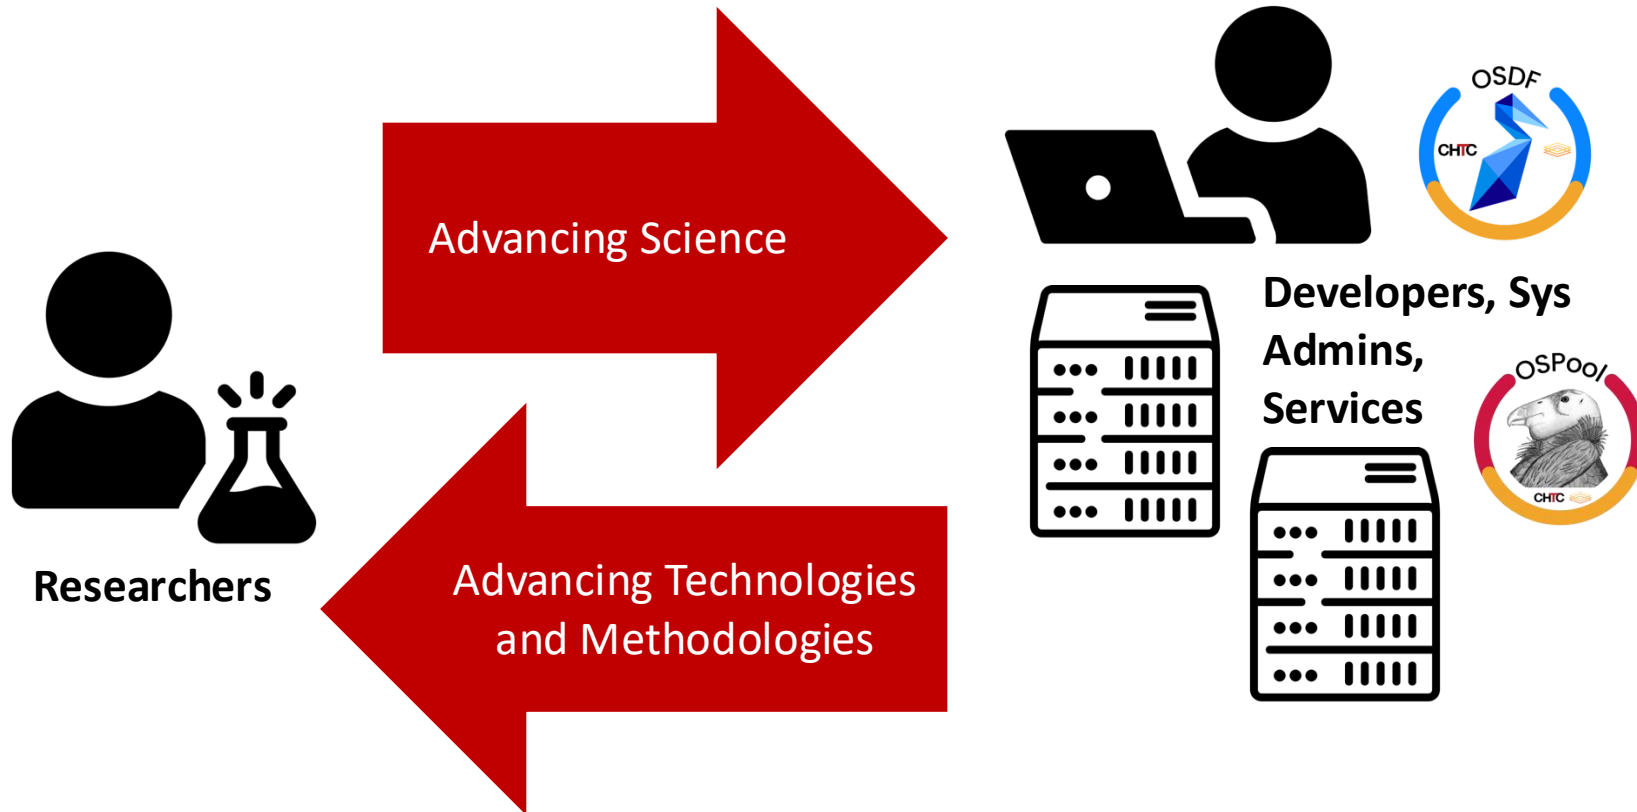 OSDF
CHTC
Advancing Science
Developers, Sys
Admins,
Services
OSPool
CHTC
Researchers
Advancing Technologies
and Methodologies